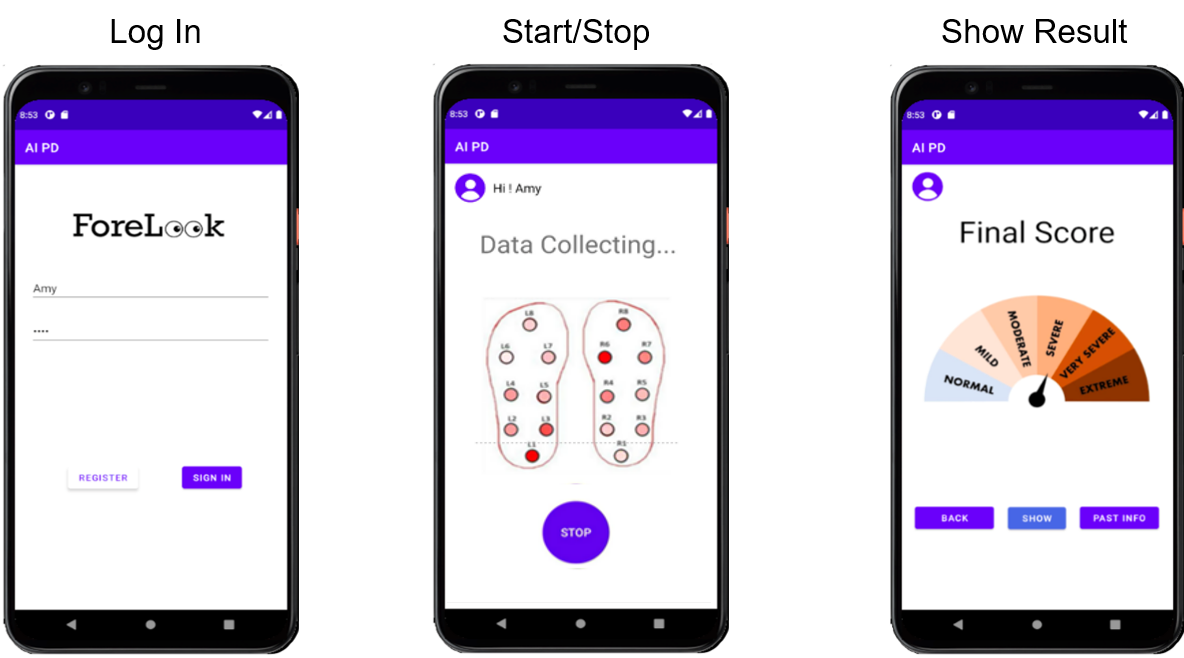 Log In
Start/Stop
Show Result
8:53
AI PD
ForeLook
Amy
....
REGISTER
SIGN IN
8:53
AI PD
Hi ! Amy
Data Collecting...
L8
R8
L6
L7
R6
R7
L4
L5
R4
R5
L2
L3
R2
R3
L1
R1
STOP
8:53
AI PD
Final Score
NORMAL
MILD
MODERATE
SEVERE
VERY SEVERE
EXTREME
BACK
SHOW
PAST INFO